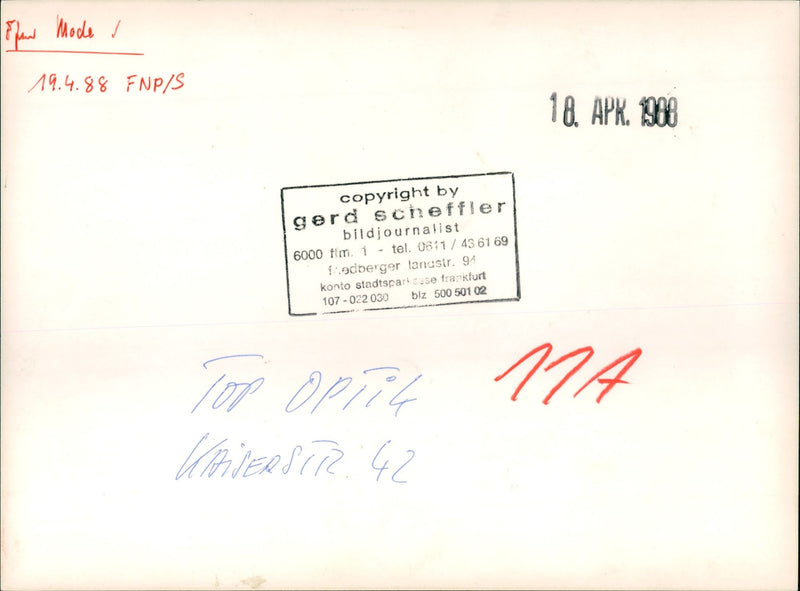 Ffm Mode ✓
19.4.88 FNP/S
18. APR. 1988
copyright by
gerd scheffler
bildjournalist
6000 ffm. 1 - tel. 0611 / 43 61 69
friedberger landstr. 94
konto stadtsparkasse frankfurt
107-022 030 blz 500 501 02
TOP OPTIK
KAISERSTR. 42
11A